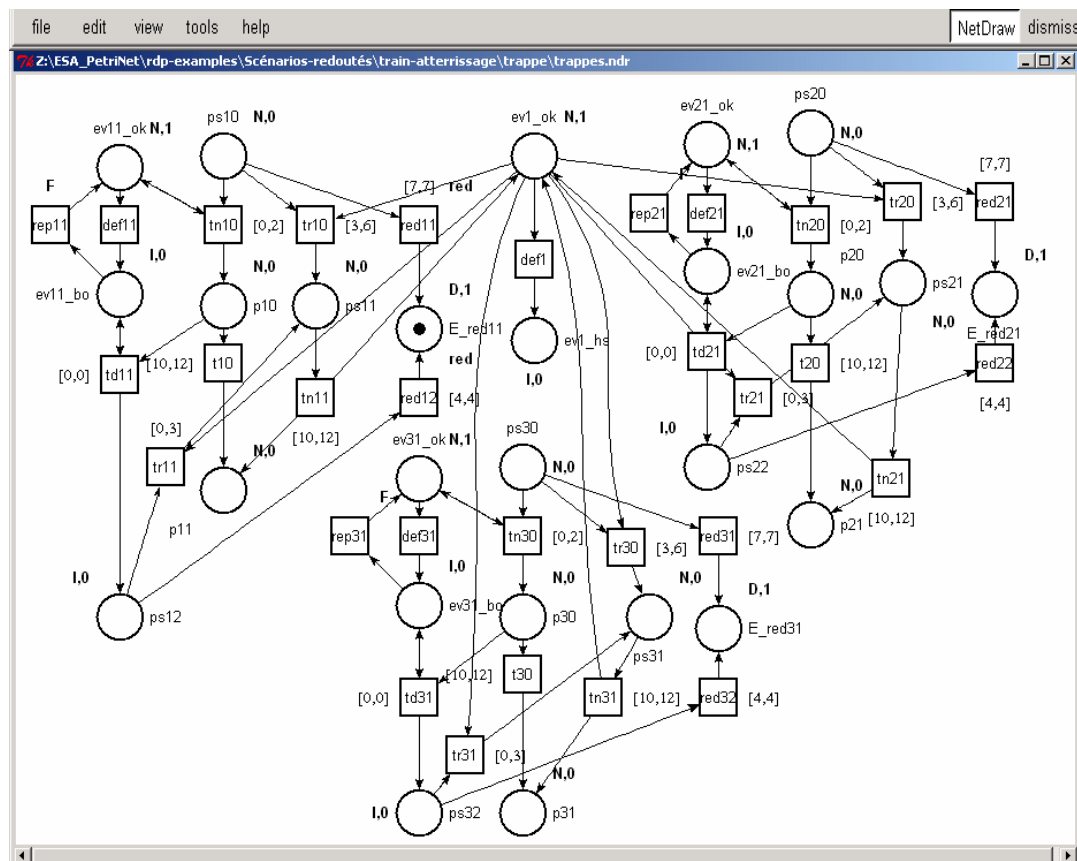 file edit view tools help NetDraw dismiss
Z:\ESA_PetriNet\rdp-examples\Scénarios-redoutés\train-atterrissage\trappe\trappes.ndr
ps20
ev21_ok
ps10 N,0
ev11_ok N,1
ev1_ok N,1
N,0
N,1
[7,7]
F
[7,7] red
rep11 def11 tn10 [0,2] tr10 [3,6] red11
rep21 def21 tn20 [0,2] tr20 [3,6] red21
I,0 N,0 N,0
def1
I,0 p20
D,1
ev11_bo p10 ps11
D,1
E_red11
ev21_bo N,0 ps21
ev1_hs
N,0 E_red21
red
[0,0] td11 [10,12] t10
[0,0] td21 t20 [10,12] red22
I,0
tn11 red12 [4,4]
tr21 [0,3] [4,4]
[0,3] [10,12]
ev31_ok N,1 ps30
I,0
tr11 N,0
N,0
ps22
N,0 tn21
p11
F
p21 [10,12]
rep31 def31 tn30 [0,2] tr30 [3,6] red31 [7,7]
I,0 I,0 N,0 N,0
D,1
ps12
ev31_bo p30 ps31
E_red31
[10,12] t30
[0,0] td31 tn31 [10,12] red32 [4,4]
tr31 [0,3]
N,0
I,0 ps32 p31